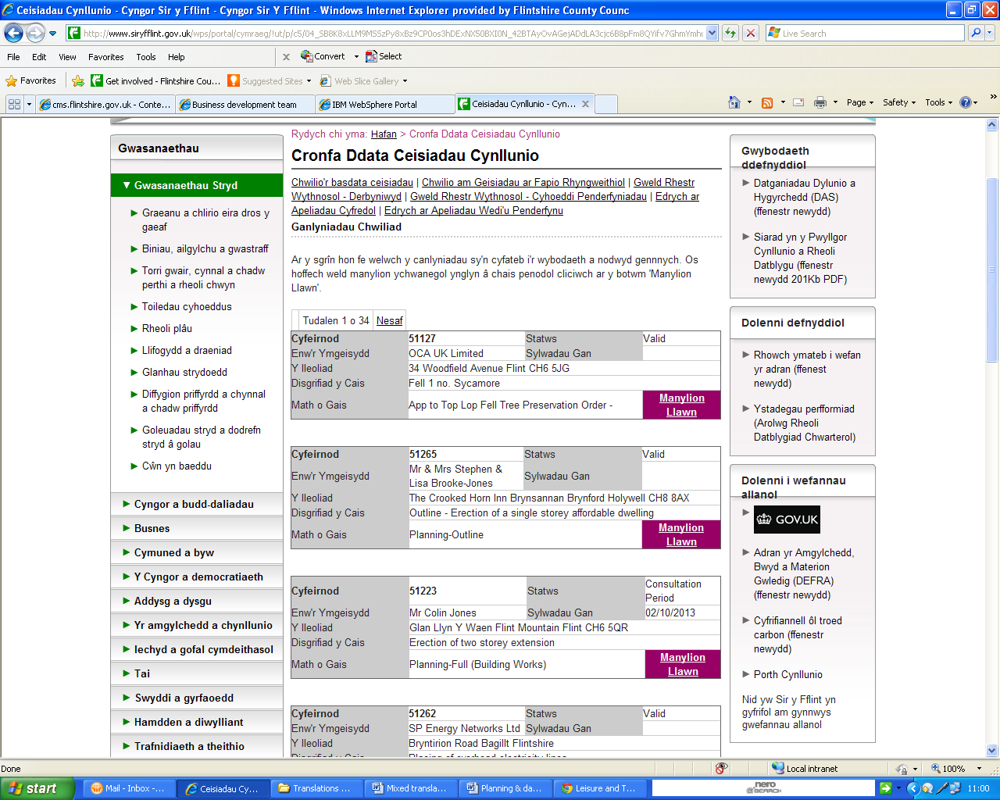 Ceisiadau Cynllunio - Cyngor Sir y Fflint - Cyngor Sir Y Fflint - Windows Internet Explorer provided by Flintshire County Counc
Live Search
File Edit View Favorites Tools Help Convert Select
Favorites Get involved - Flintshire Cou... Suggested Sites Web Slice Gallery
cms.flintshire.gov.uk - Conte... Business development team IBM WebSphere Portal Ceisiadau Cynllunio - Cyn... Page Safety Tools
Gwasanaethau
Gwasanaethau Stryd
Graeanu a chlirio eira dros y
gaeaf
Biniau, ailgylchu a gwastraff
Torri gwair, cynnal a chadw
perthi a rheoli chwyn
Toiledau cyhoeddus
Rheoli plâu
Llifogydd a draeniad
Glanhau strydoedd
Diffygion priffyrdd a chynnal
a chadw priffyrdd
Goleuadau stryd a dodrefn
stryd â golau
Cŵn yn baeddu
Cyngor a budd-daliadau
Busnes
Cymuned a byw
Y Cyngor a democratiaeth
Addysg a dysgu
Yr amgylchedd a chynllunio
Iechyd a gofal cymdeithasol
Tai
Swyddi a gyrfaoedd
Hamdden a diwylliant
Trafnidiaeth a theithio
Rydych chi yma: Hafan > Cronfa Ddata Ceisiadau Cynllunio
Cronfa Ddata Ceisiadau Cynllunio
Chwilio'r basdata ceisiadau | Chwilio am Geisiadau ar Fapio Rhyngweithiol | Gweld Rhestr
Wythnosol - Derbyniwyd | Gweld Rhestr Wythnosol - Cyhoeddi Penderfyniadau | Edrych ar
Apeliadau Cyfredol | Edrych ar Apeliadau Wedi'u Penderfynu
Ganlyniadau Chwiliad
Ar y sgrîn hon fe welwch y canlyniadau sy'n cyfateb i'r wybodaeth a nodwyd gennnych. Os
hoffech weld manylion ychwanegol ynglyn â chais penodol cliciwch ar y botwm 'Manylion
Llawn'.
Tudalen 1 o 34 Nesaf
Cyfeirnod 51127 Statws Valid
Enw'r Ymgeisydd OCA UK Limited Sylwadau Gan
Y lleoliad 34 Woodfield Avenue Flint CH6 5JG
Disgrifiad y Cais Fell 1 no. Sycamore
Math o Gais App to Top Lop Fell Tree Preservation Order - Manylion
Llawn
Cyfeirnod 51265 Statws Valid
Enw'r Ymgeisydd Mr & Mrs Stephen &
Lisa Brooke-Jones Sylwadau Gan
Y lleoliad The Crooked Horn Inn Brynsannan Brynford Holywell CH8 8AX
Disgrifiad y Cais Outline - Erection of a single storey affordable dwelling
Math o Gais Planning-Outline Manylion
Llawn
Cyfeirnod 51223 Statws Consultation
Period
Enw'r Ymgeisydd Mr Colin Jones Sylwadau Gan 02/10/2013
Y lleoliad Glan Llyn Y Waen Flint Mountain Flint CH6 5QR
Disgrifiad y Cais Erection of two storey extension
Math o Gais Planning-Full (Building Works) Manylion
Llawn
Cyfeirnod 51262 Statws Valid
Enw'r Ymgeisydd SP Energy Networks Ltd Sylwadau Gan
Y lleoliad Bryntirion Road Bagillt Flintshire
Disgrifiad y Cais Placing of overhead electricity lines
Gwybodaeth
ddefnyddiol
Datganiadau Dylunio a
Hygyrchedd (DAS)
(ffenestr newydd)
Siarad yn y Pwyllgor
Cynllunio a Rheoli
Datblygu (ffenestr
newydd 201Kb PDF)
Dolenni defnyddiol
Rhowch ymateb i wefan
yr adran (ffenest
newydd)
Ystadegau perfformiad
(Arolwg Rheoli
Datblygiad Chwarterol)
Dolenni i wefannau
allanol
GOV.UK
Adran yr Amgylchedd,
Bwyd a Materion
Gwledig (DEFRA)
(ffenestr newydd)
Cyfrifiannell ôl troed
carbon (ffenestr
newydd)
Porth Cynllunio
Nid yw Sir y Fflint yn
gyfrifol am gynnwys
gwefannau allanol
Done Local intranet 100%
start Mail - Inbox -... Ceisiadau Cy... Translations ... Mixed transla... Planning & da... Leisure and T... nero @SEARCH 11:00